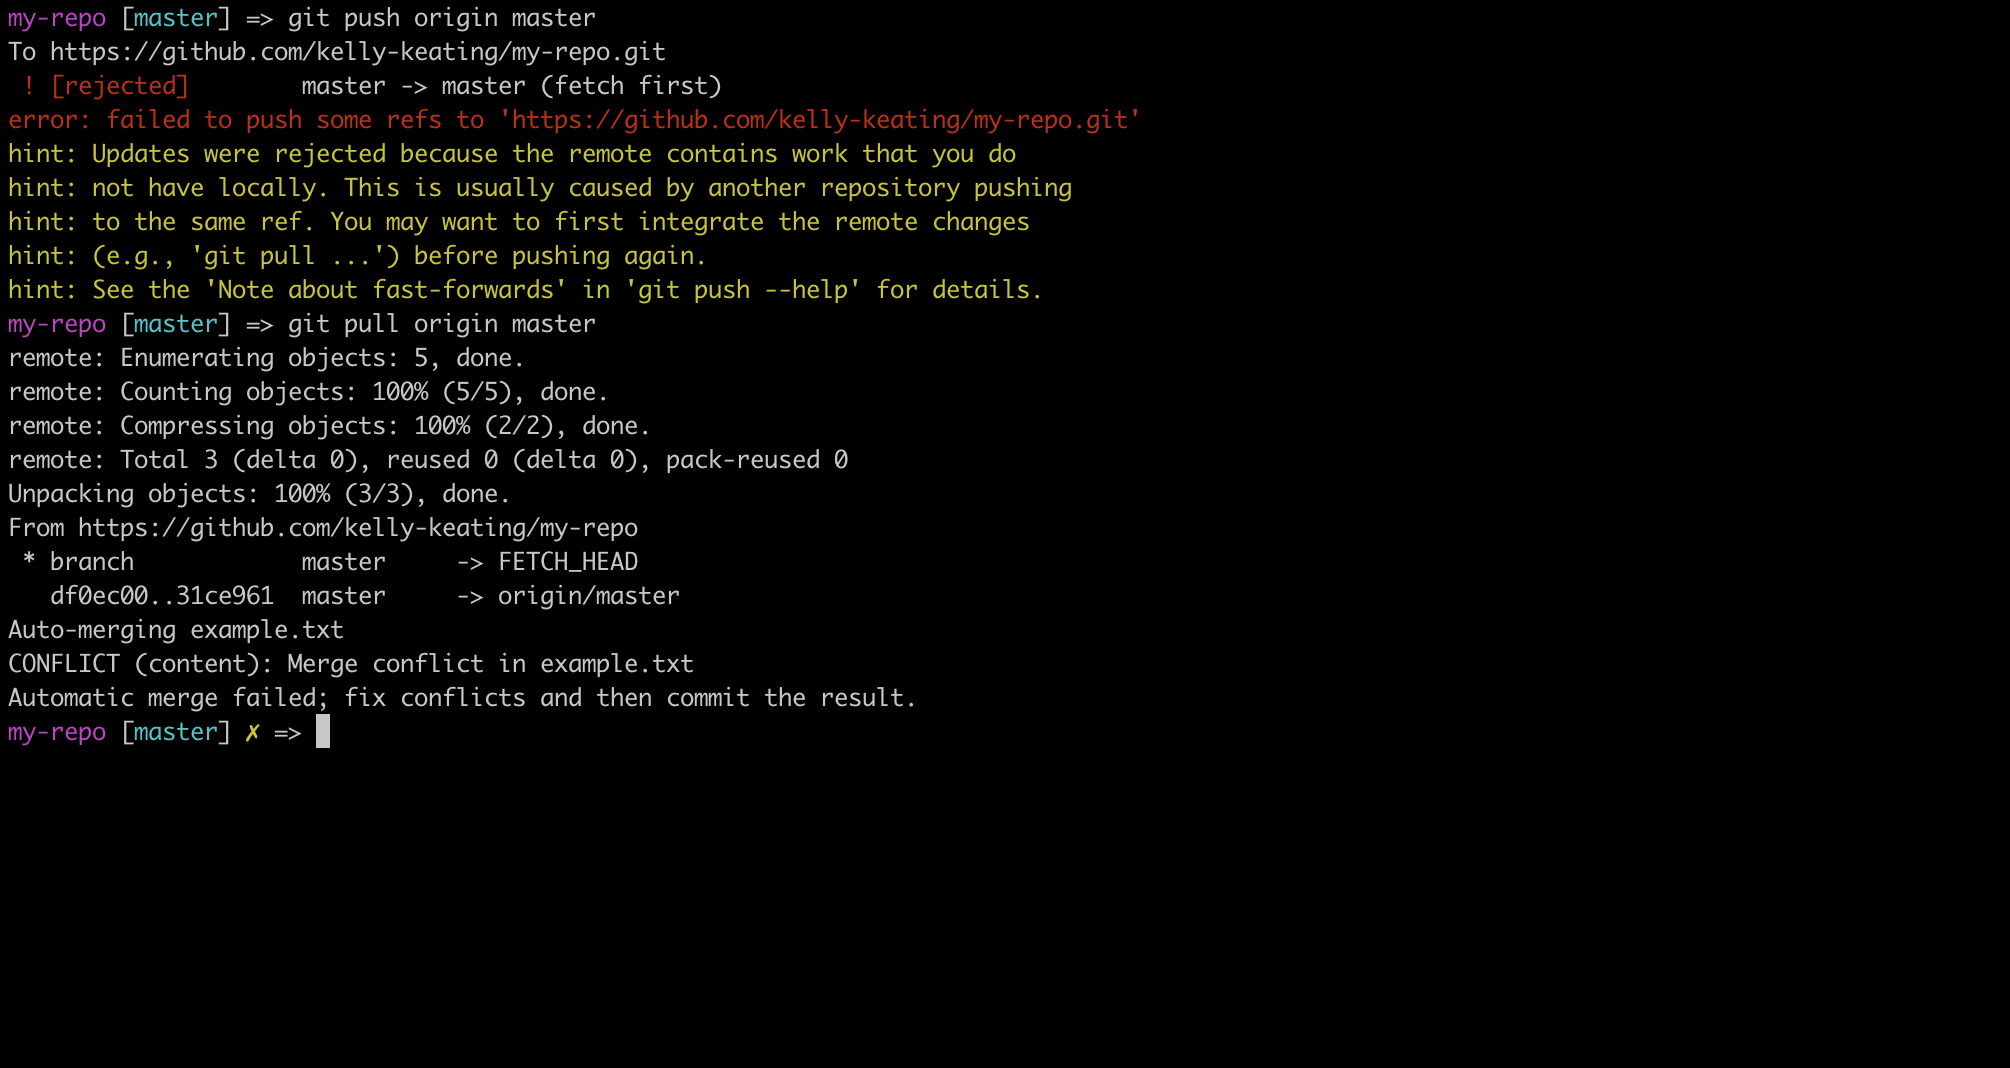 my-repo [master] => git push origin master
To https://github.com/kelly-keating/my-repo.git
 ! [rejected]        master -> master (fetch first)
error: failed to push some refs to 'https://github.com/kelly-keating/my-repo.git'
hint: Updates were rejected because the remote contains work that you do
hint: not have locally. This is usually caused by another repository pushing
hint: to the same ref. You may want to first integrate the remote changes
hint: (e.g., 'git pull ...') before pushing again.
hint: See the 'Note about fast-forwards' in 'git push --help' for details.
my-repo [master] => git pull origin master
remote: Enumerating objects: 5, done.
remote: Counting objects: 100% (5/5), done.
remote: Compressing objects: 100% (2/2), done.
remote: Total 3 (delta 0), reused 0 (delta 0), pack-reused 0
Unpacking objects: 100% (3/3), done.
From https://github.com/kelly-keating/my-repo
 * branch            master     -> FETCH_HEAD
   df0ec00..31ce961  master     -> origin/master
Auto-merging example.txt
CONFLICT (content): Merge conflict in example.txt
Automatic merge failed; fix conflicts and then commit the result.
my-repo [master] ✗ =>